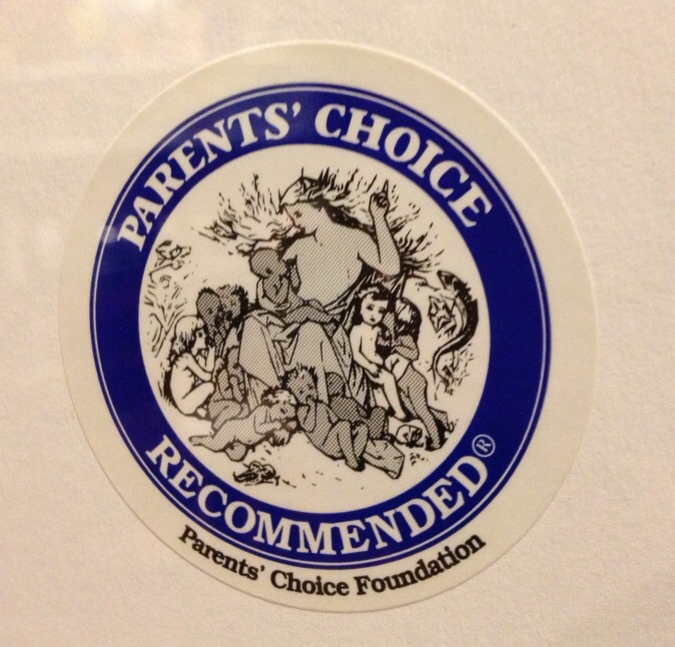 PARENTS' CHOICE
RECOMMENDED®
Parents' Choice Foundation